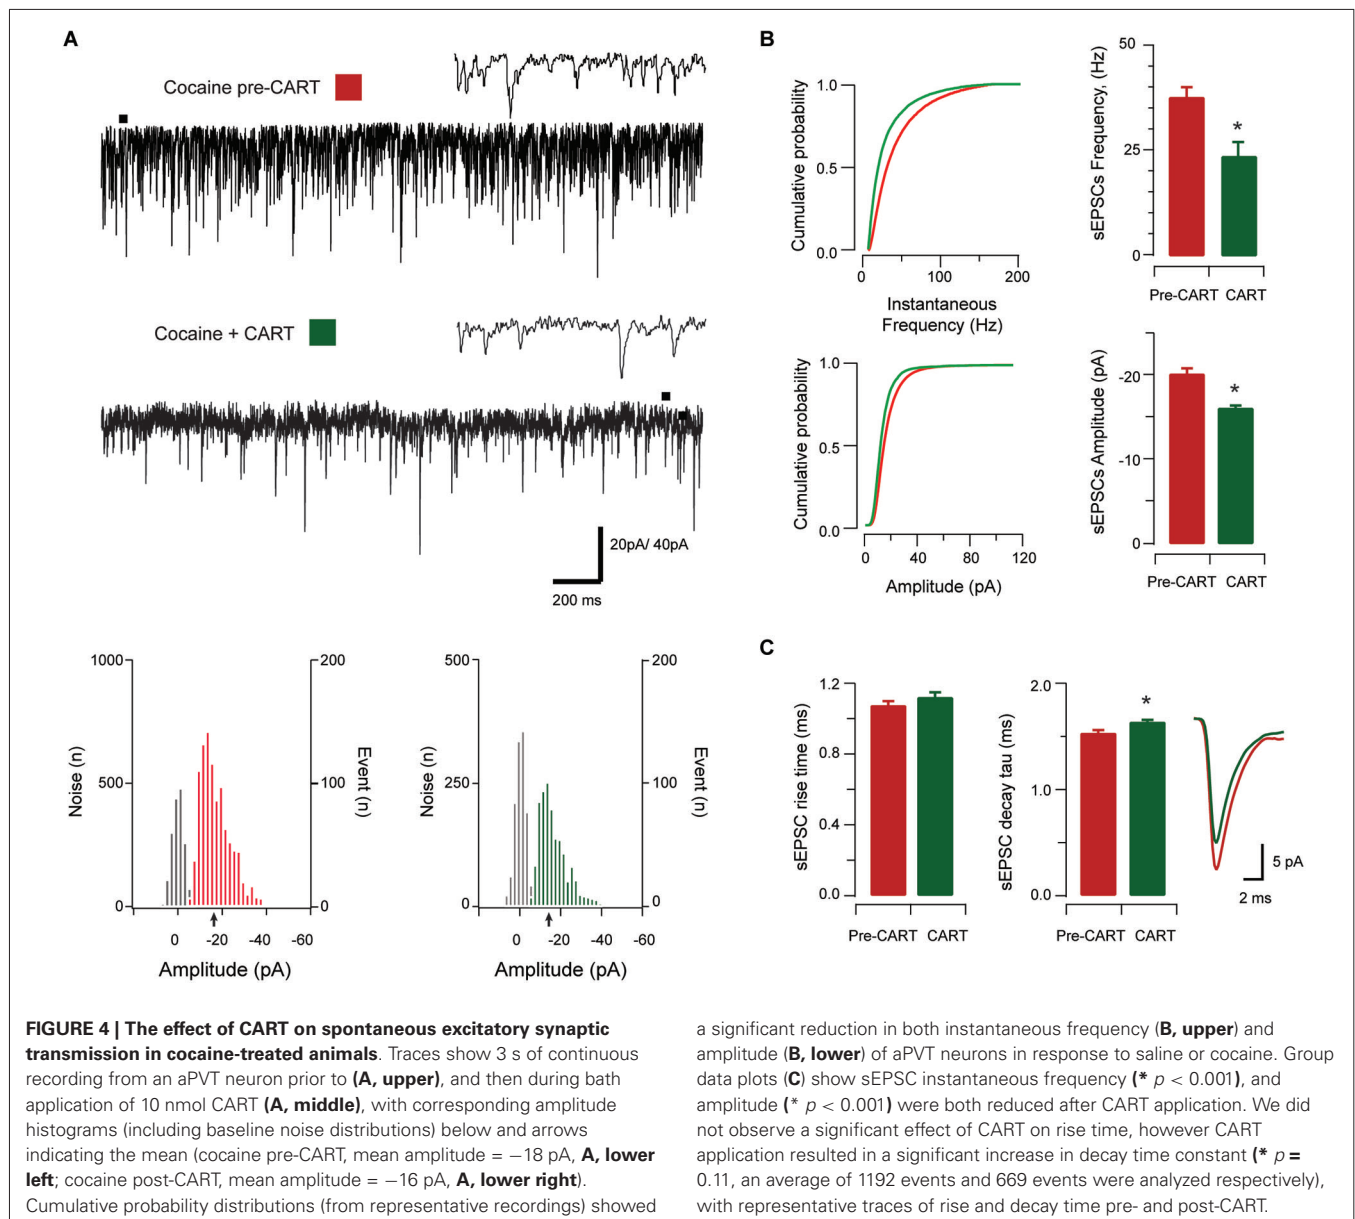 A
Cocaine pre-CART
Cocaine + CART
20pA/ 40pA
200 ms
1000
500
0
Noise (n)
200
100
0
Event (n)
0 -20 -40 -60
Amplitude (pA)
500
250
0
Noise (n)
200
100
0
Event (n)
0 -20 -40 -60
Amplitude (pA)
B
Cumulative probability
1.0
0.5
0.0
0 100 200
Instantaneous
Frequency (Hz)
sEPSCs Frequency, (Hz)
50
25
0
*
Pre-CART CART
Cumulative probability
1.0
0.5
0.0
0 40 80 120
Amplitude (pA)
sEPSCs Amplitude (pA)
-20
-10
0
*
Pre-CART CART
C
sEPSC rise time (ms)
1.2
0.8
0.4
0.0
Pre-CART CART
sEPSC decay tau (ms)
2.0
1.0
0.0
*
Pre-CART CART
5 pA
2 ms
FIGURE 4 | The effect of CART on spontaneous excitatory synaptic
transmission in cocaine-treated animals. Traces show 3 s of continuous
recording from an aPVT neuron prior to (A, upper), and then during bath
application of 10 nmol CART (A, middle), with corresponding amplitude
histograms (including baseline noise distributions) below and arrows
indicating the mean (cocaine pre-CART, mean amplitude = −18 pA, A, lower
left; cocaine post-CART, mean amplitude = −16 pA, A, lower right).
Cumulative probability distributions (from representative recordings) showed
a significant reduction in both instantaneous frequency (B, upper) and
amplitude (B, lower) of aPVT neurons in response to saline or cocaine. Group
data plots (C) show sEPSC instantaneous frequency (* p < 0.001), and
amplitude (* p < 0.001) were both reduced after CART application. We did
not observe a significant effect of CART on rise time, however CART
application resulted in a significant increase in decay time constant (* p =
0.11, an average of 1192 events and 669 events were analyzed respectively),
with representative traces of rise and decay time pre- and post-CART.